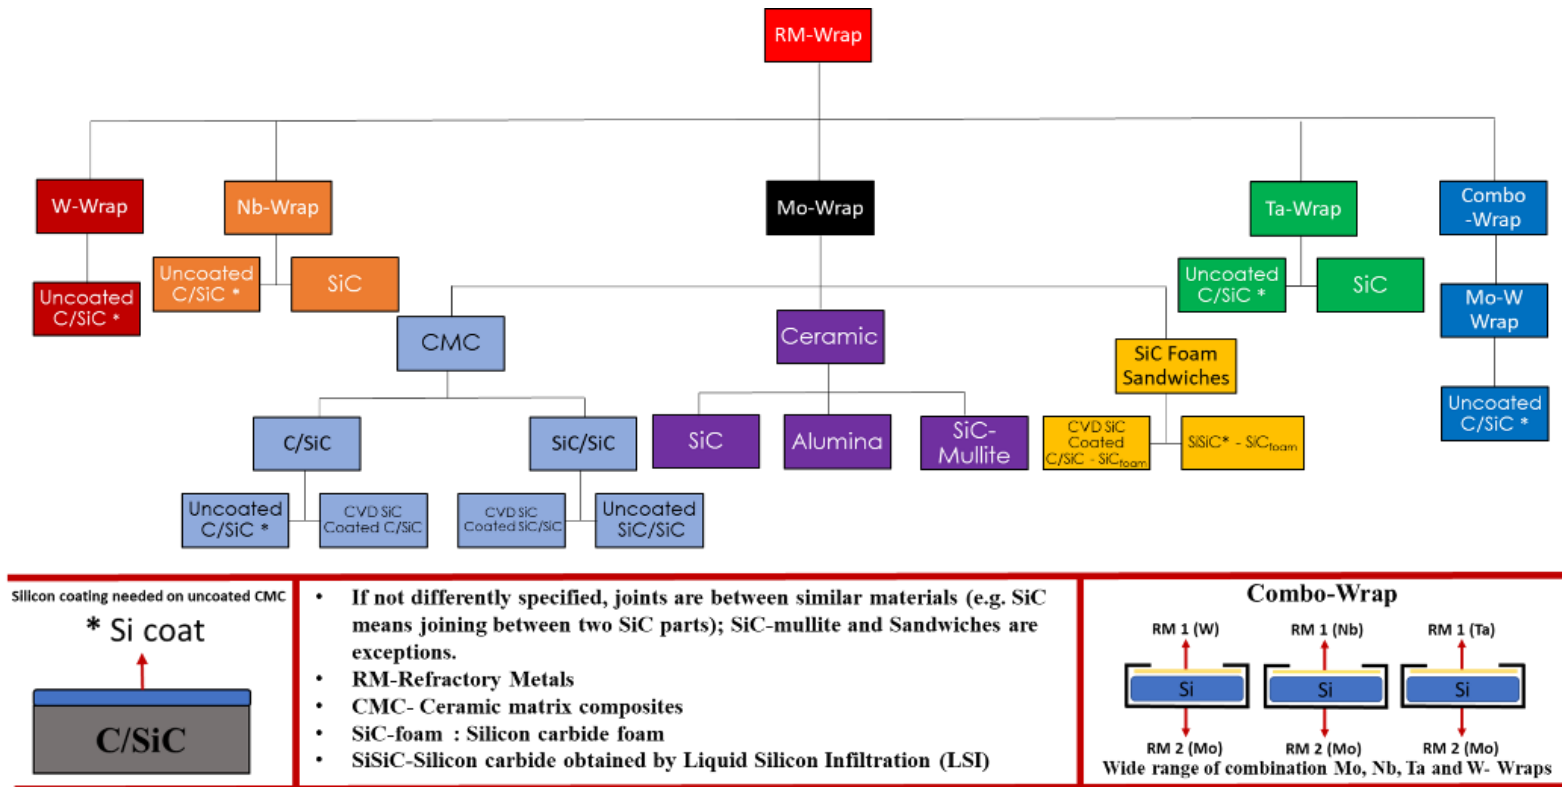 RM-Wrap
W-Wrap
Nb-Wrap
Mo-Wrap
Ta-Wrap
Combo
-Wrap
Uncoated
C/SiC *
Uncoated
C/SiC *
SiC
Uncoated
C/SiC *
SiC
Mo-W
Wrap
CMC
Ceramic
SiC Foam
Sandwiches
Uncoated
C/SiC *
C/SiC
SiC/SiC
SiC
Alumina
SiC-
Mullite
CVD SiC
Coated
C/SiC - SiCfoam
SiSiC* - SiCfoam
Uncoated
C/SiC *
CVD SiC
Coated C/SiC
CVD SiC
Coated SiC/SiC
Uncoated
SiC/SiC
Silicon coating needed on uncoated CMC
* Si coat
C/SiC
• If not differently specified, joints are between similar materials (e.g. SiC
means joining between two SiC parts); SiC-mullite and Sandwiches are
exceptions.
• RM-Refractory Metals
• CMC- Ceramic matrix composites
• SiC-foam : Silicon carbide foam
• SiSiC-Silicon carbide obtained by Liquid Silicon Infiltration (LSI)
Combo-Wrap
RM 1 (W)
RM 1 (Nb)
RM 1 (Ta)
Si
Si
Si
RM 2 (Mo)
RM 2 (Mo)
RM 2 (Mo)
Wide range of combination Mo, Nb, Ta and W- Wraps